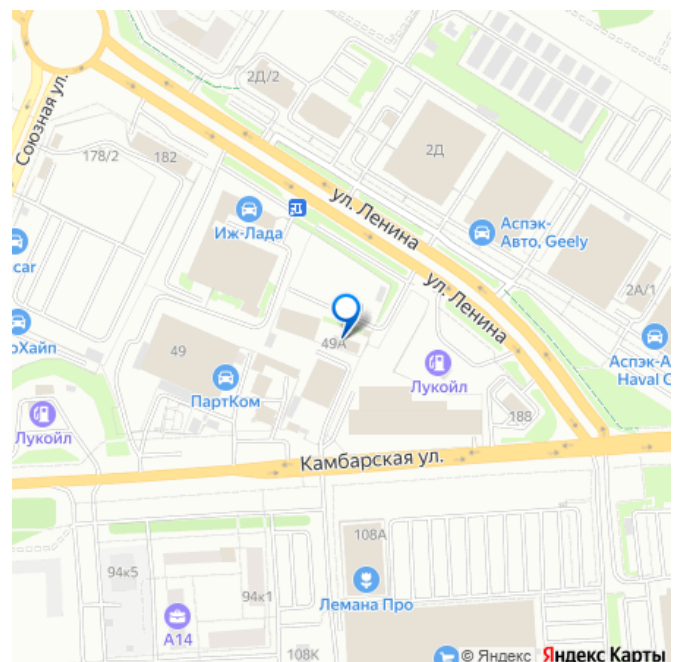 2Д/2
Союзная ул.
178/2
182
2Д
ул. Ленина
Иж-Лада
Аспэк-
Авто, Geely
car
ул. Ленина
2А/1
оХайп
49
49А
Аспэк-А
Haval C
ПартКом
Лукойл
188
Лукойл
Камбарская ул.
108А
94к5
94к1
Лемана Про
А14
108К
© Яндекс Яндекс Карты